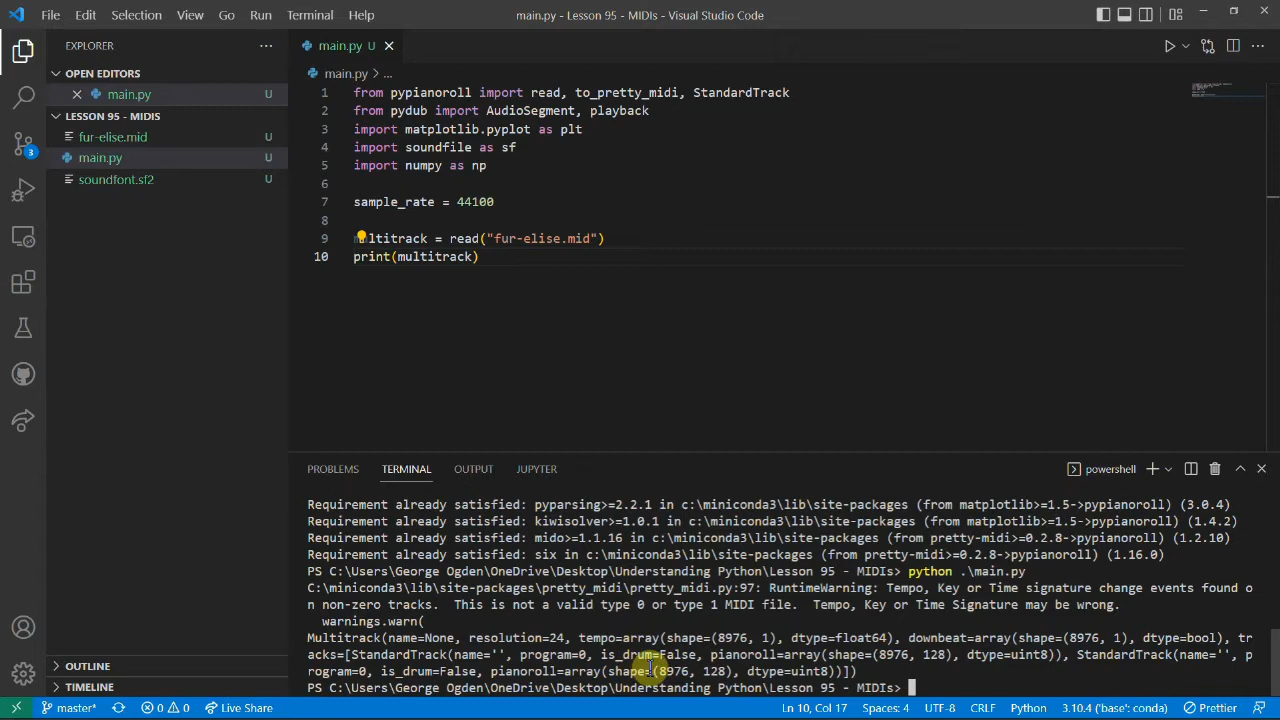 File Edit Selection View Go Run Terminal Help
main.py - Lesson 95 - MIDIs - Visual Studio Code
EXPLORER
OPEN EDITORS
main.py U
LESSON 95 - MIDIS
fur-elise.mid U
main.py U
soundfont.sf2 U
OUTLINE
TIMELINE
3
main.py U
main.py > ...
1 from pypianoroll import read, to_pretty_midi, StandardTrack
2 from pydub import AudioSegment, playback
3 import matplotlib.pyplot as plt
4 import soundfile as sf
5 import numpy as np
6
7 sample_rate = 44100
8
9 multitrack = read("fur-elise.mid")
10 print(multitrack)
PROBLEMS TERMINAL OUTPUT JUPYTER
powershell
Requirement already satisfied: pyparsing>=2.2.1 in c:\miniconda3\lib\site-packages (from matplotlib>=1.5->pypianoroll) (3.0.4)
Requirement already satisfied: kiwisolver>=1.0.1 in c:\miniconda3\lib\site-packages (from matplotlib>=1.5->pypianoroll) (1.4.2)
Requirement already satisfied: mido>=1.1.16 in c:\miniconda3\lib\site-packages (from pretty-midi>=0.2.8->pypianoroll) (1.2.10)
Requirement already satisfied: six in c:\miniconda3\lib\site-packages (from pretty-midi>=0.2.8->pypianoroll) (1.16.0)
PS C:\Users\George Ogden\OneDrive\Desktop\Understanding Python\Lesson 95 - MIDIs> python .\main.py
C:\miniconda3\lib\site-packages\pretty_midi\pretty_midi.py:97: RuntimeWarning: Tempo, Key or Time signature change events found o
n non-zero tracks.  This is not a valid type 0 or type 1 MIDI file.  Tempo, Key or Time Signature may be wrong.
  warnings.warn(
Multitrack(name=None, resolution=24, tempo=array(shape=(8976, 1), dtype=float64), downbeat=array(shape=(8976, 1), dtype=bool), tr
acks=[StandardTrack(name='', program=0, is_drum=False, pianoroll=array(shape=(8976, 128), dtype=uint8)), StandardTrack(name='', p
rogram=0, is_drum=False, pianoroll=array(shape=(8976, 128), dtype=uint8))])
PS C:\Users\George Ogden\OneDrive\Desktop\Understanding Python\Lesson 95 - MIDIs>
master* 0 0 Live Share Ln 10, Col 17 Spaces: 4 UTF-8 CRLF Python 3.10.4 ('base': conda) Prettier